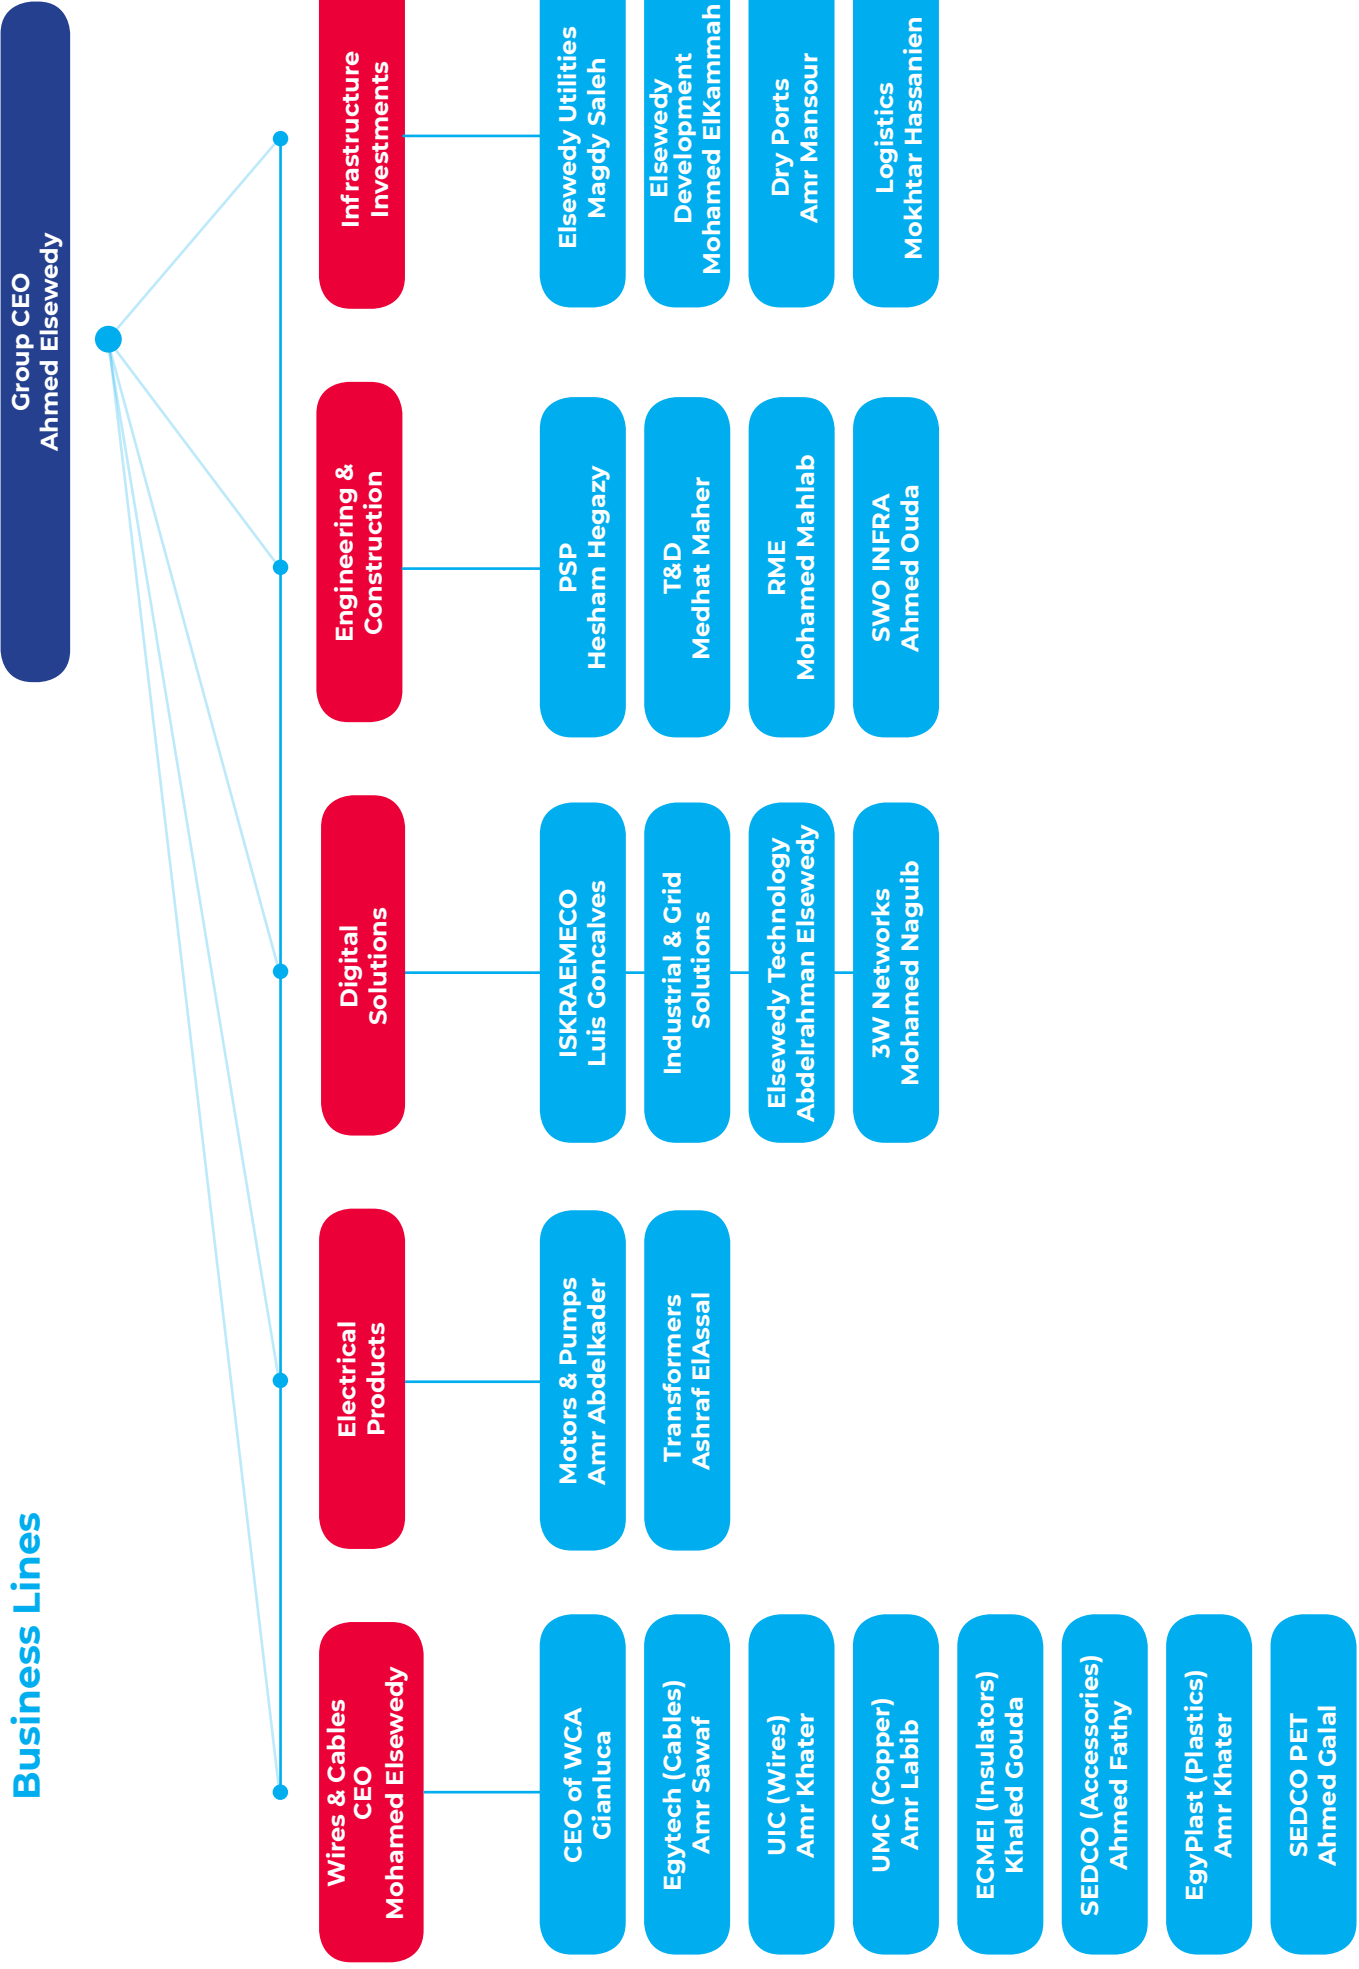 Business Lines
Group CEO
Ahmed Elsewedy
Wires & Cables
CEO
Mohamed Elsewedy
CEO of WCA
Gianluca
Egytech (Cables)
Amr Sawaf
UIC (Wires)
Amr Khater
UMC (Copper)
Amr Labib
ECMEI (Insulators)
Khaled Gouda
SEDCO (Accessories)
Ahmed Fathy
EgyPlast (Plastics)
Amr Khater
SEDCO PET
Ahmed Galal
Electrical
Products
Motors & Pumps
Amr Abdelkader
Transformers
Ashraf ElAssal
Digital
Solutions
ISKRAEMECO
Luis Goncalves
Industrial & Grid
Solutions
Elsewedy Technology
Abdelrahman Elsewedy
3W Networks
Mohamed Naguib
Engineering &
Construction
PSP
Hesham Hegazy
T&D
Medhat Maher
RME
Mohamed Mahlab
SWO INFRA
Ahmed Ouda
Infrastructure
Investments
Elsewedy Utilities
Magdy Saleh
Elsewedy
Development
Mohamed ElKammah
Dry Ports
Amr Mansour
Logistics
Mokhtar Hassanien